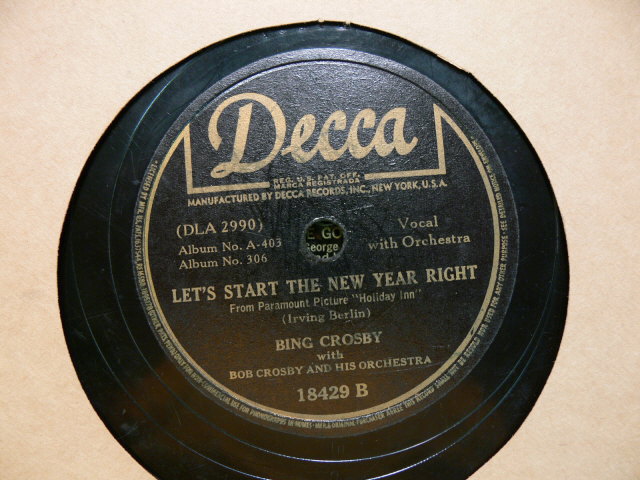 Decca
REG. U.S. PAT. OFF.
MARCA REGISTRADA
MANUFACTURED BY DECCA RECORDS, INC., NEW YORK, U.S.A.
(DLA 2990)
Album No. A-403
Album No. 306
E GO
George
Vocal
with Orchestra
LET'S START THE NEW YEAR RIGHT
From Paramount Picture "Holiday Inn"
(Irving Berlin)
BING CROSBY
with
BOB CROSBY AND HIS ORCHESTRA
18429 B